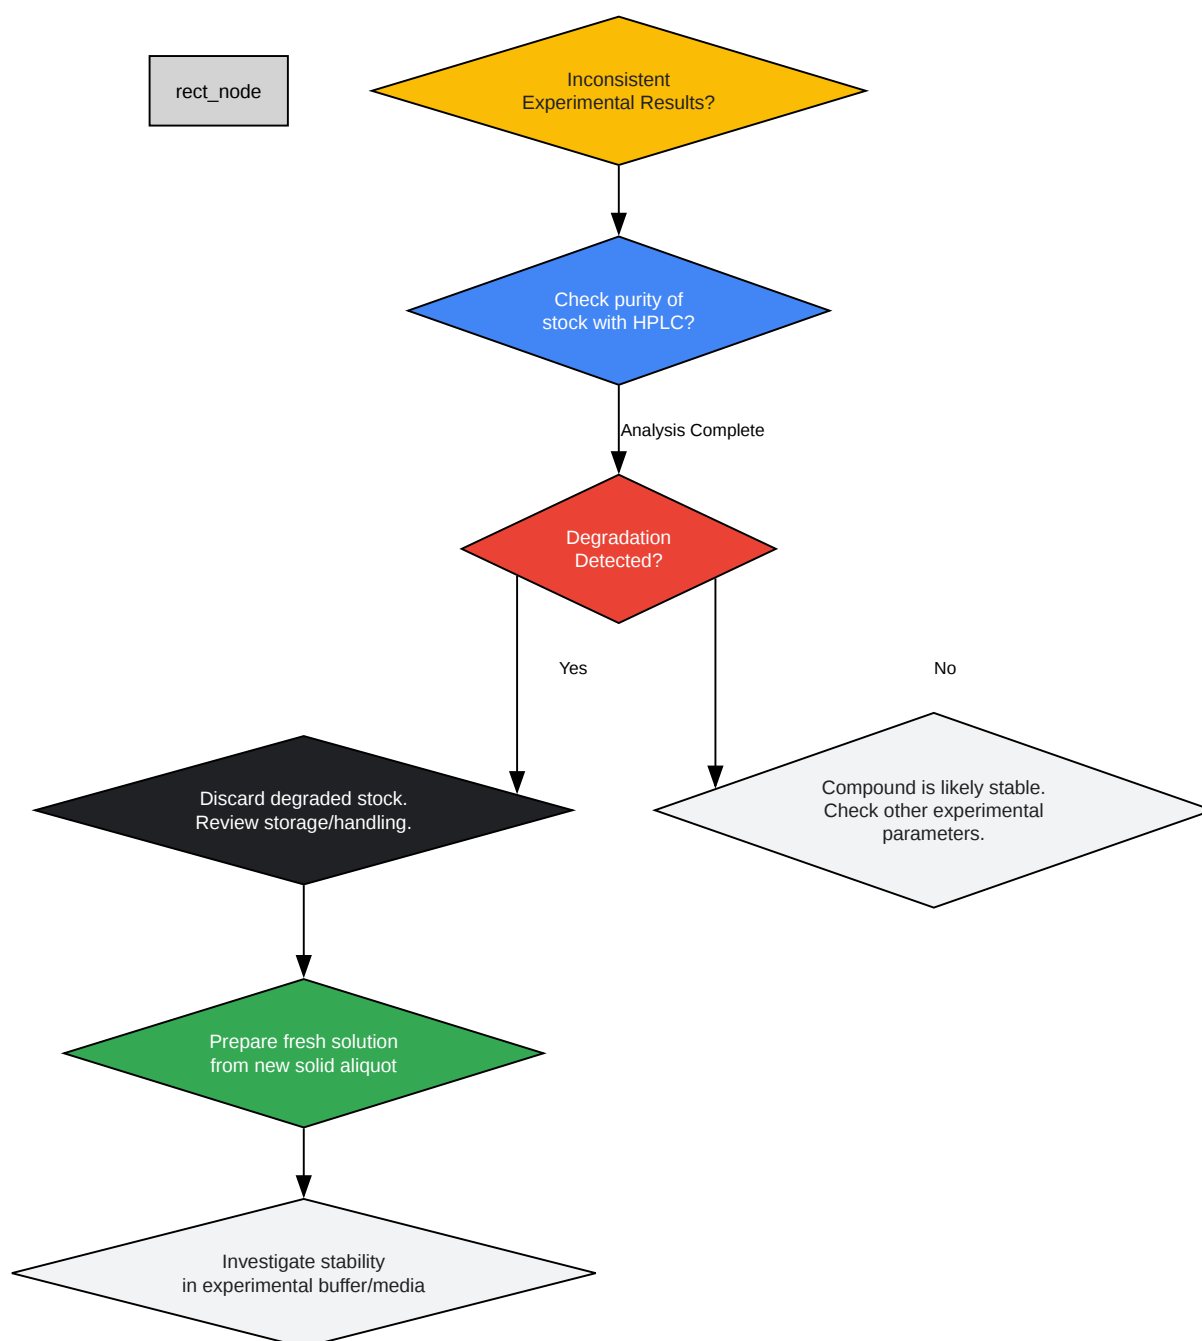 rect_node
Inconsistent
Experimental Results?
Check purity of
stock with HPLC?
Analysis Complete
Degradation
Detected?
Yes
No
Discard degraded stock.
Review storage/handling.
Compound is likely stable.
Check other experimental
parameters.
Prepare fresh solution
from new solid aliquot
Investigate stability
in experimental buffer/media